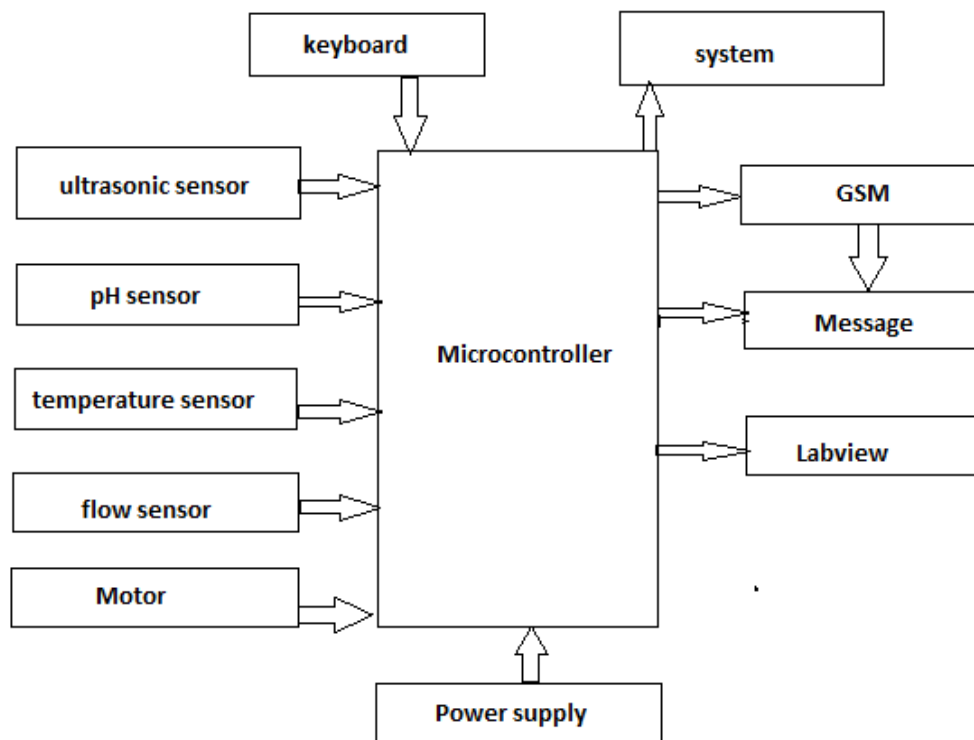 keyboard
system
ultrasonic sensor
GSM
pH sensor
Message
Microcontroller
temperature sensor
Labview
flow sensor
Motor
Power supply